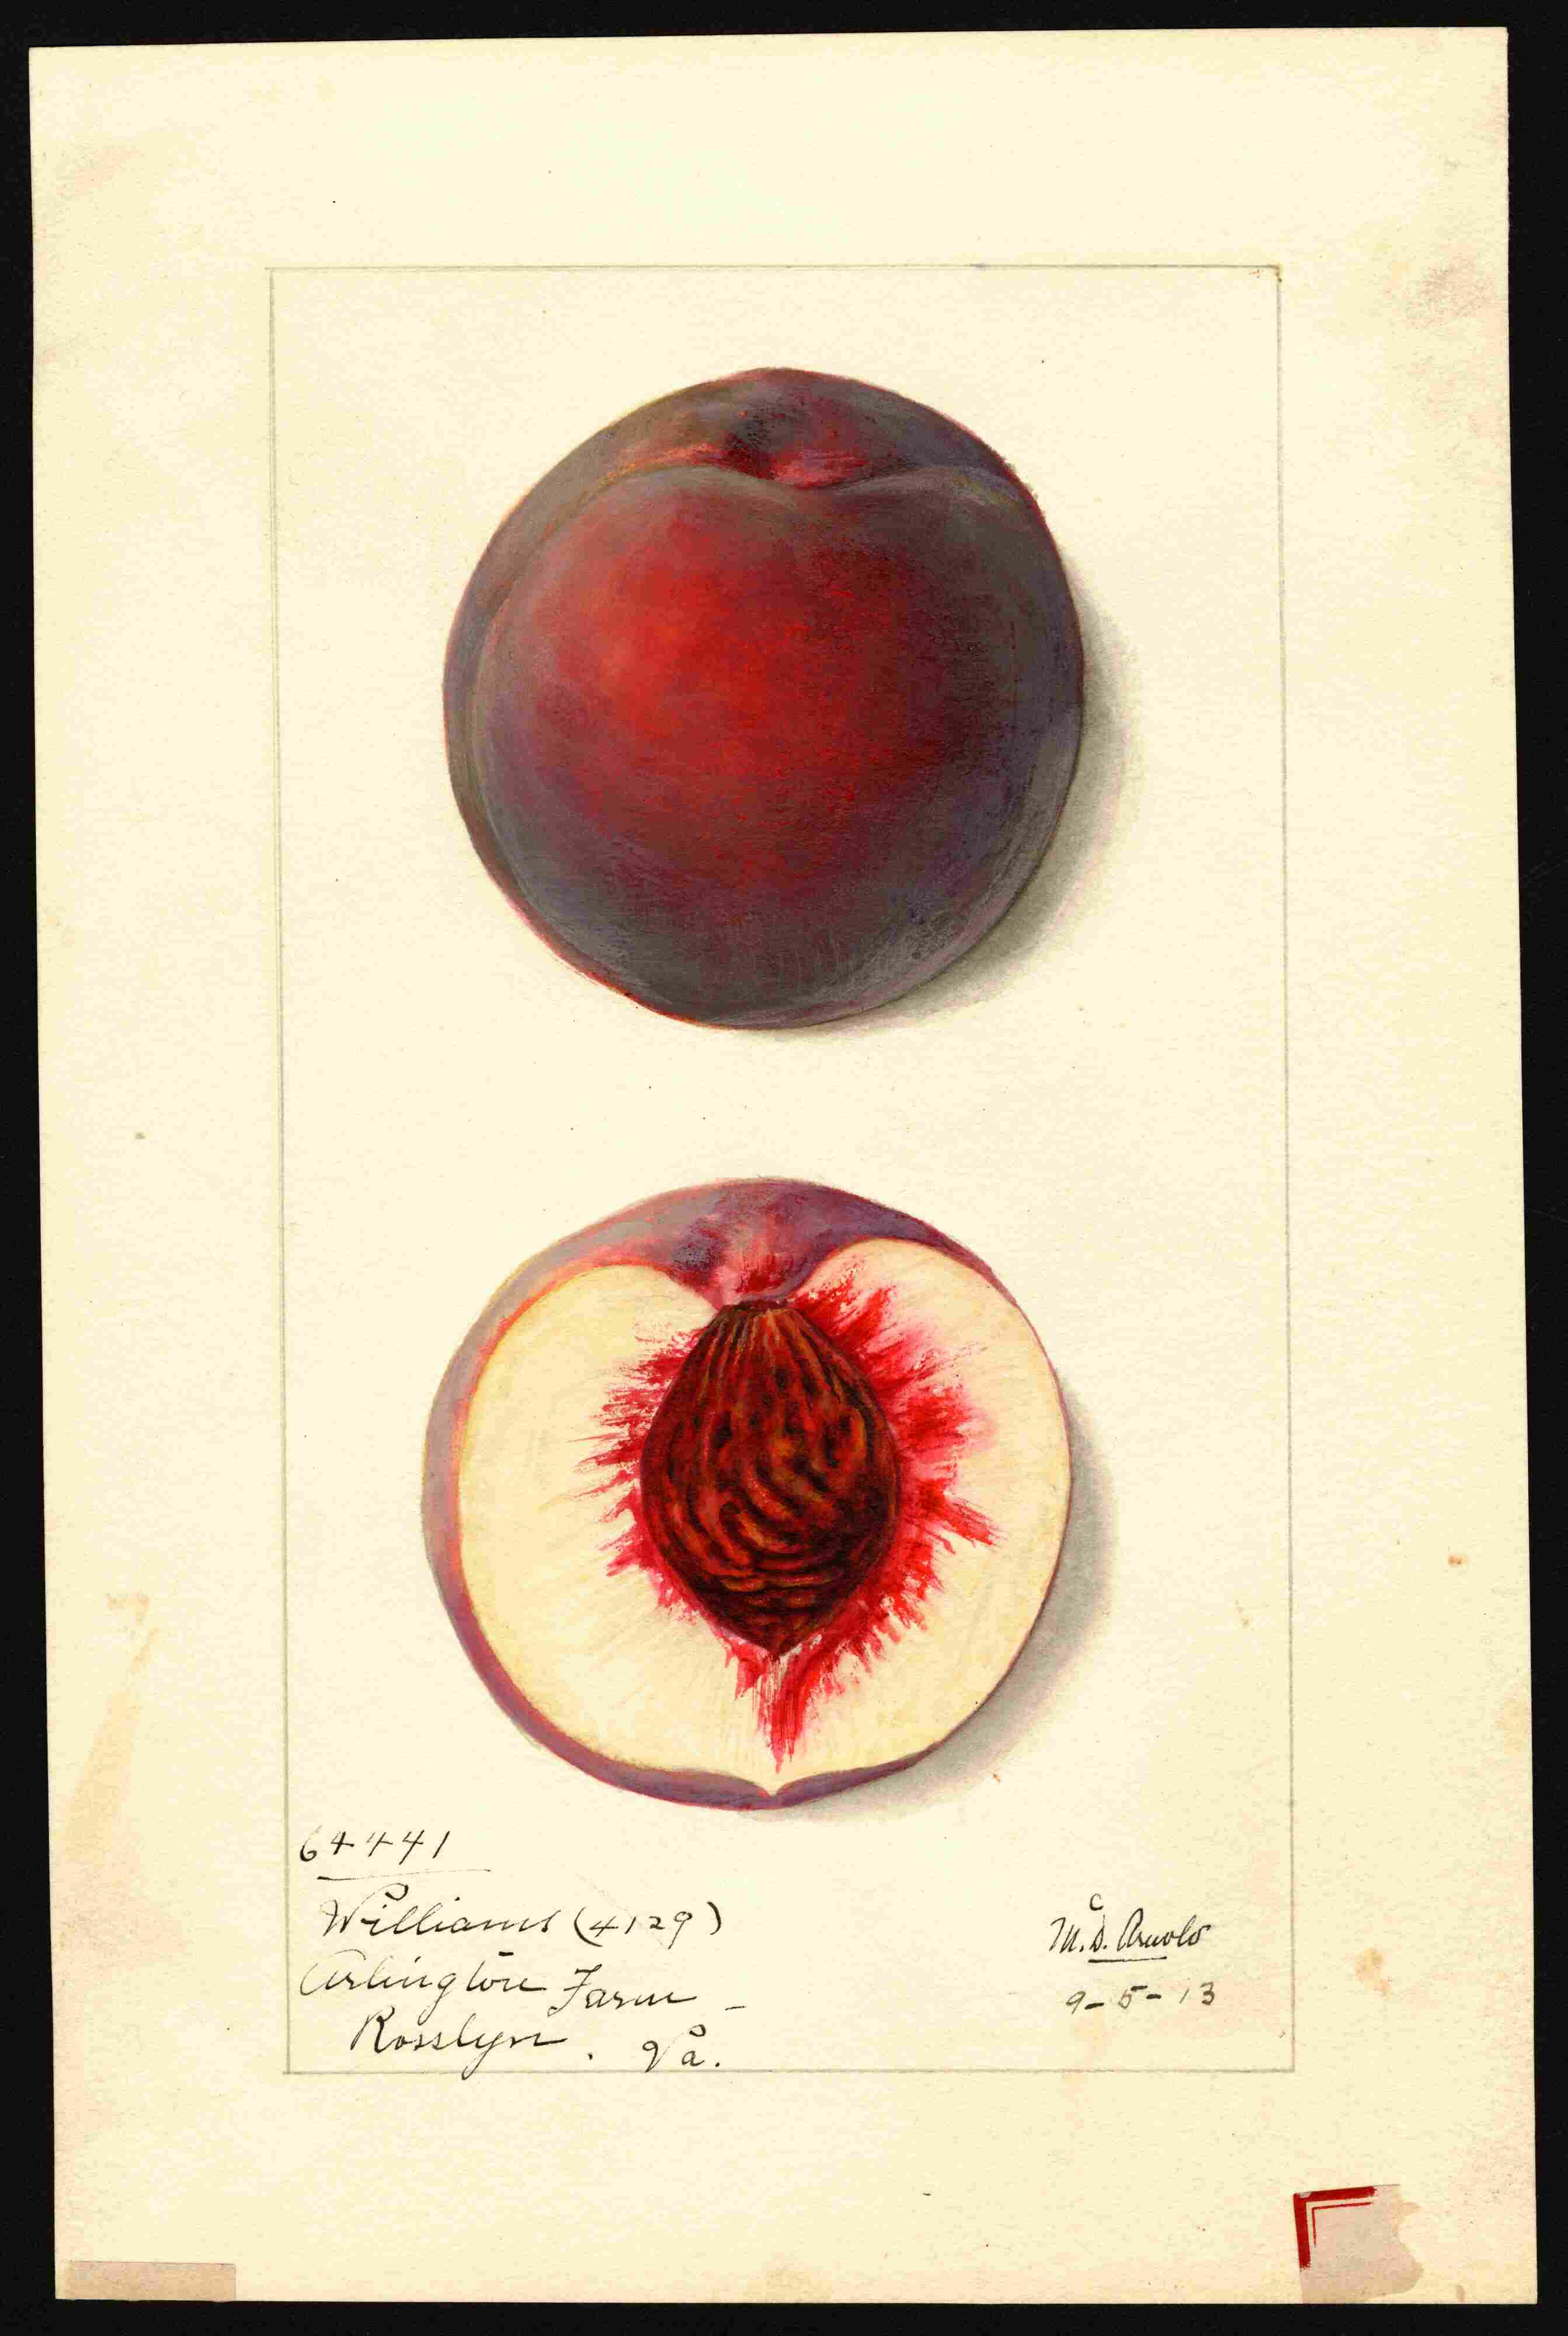 64441
Williams (4129)
Arlington Farm -
Rosslyn. Va.
M.D. Arnold
9-5-13